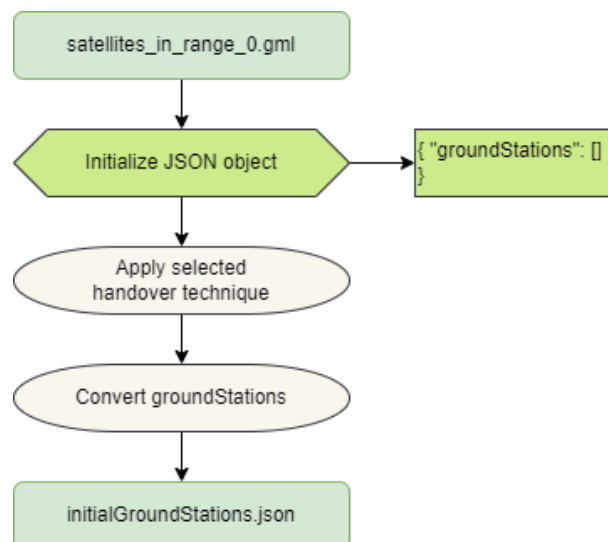 satellites_in_range_0.gml
Initialize JSON object
{ "groundStations": []
}
Apply selected
handover technique
Convert groundStations
initialGroundStations.json